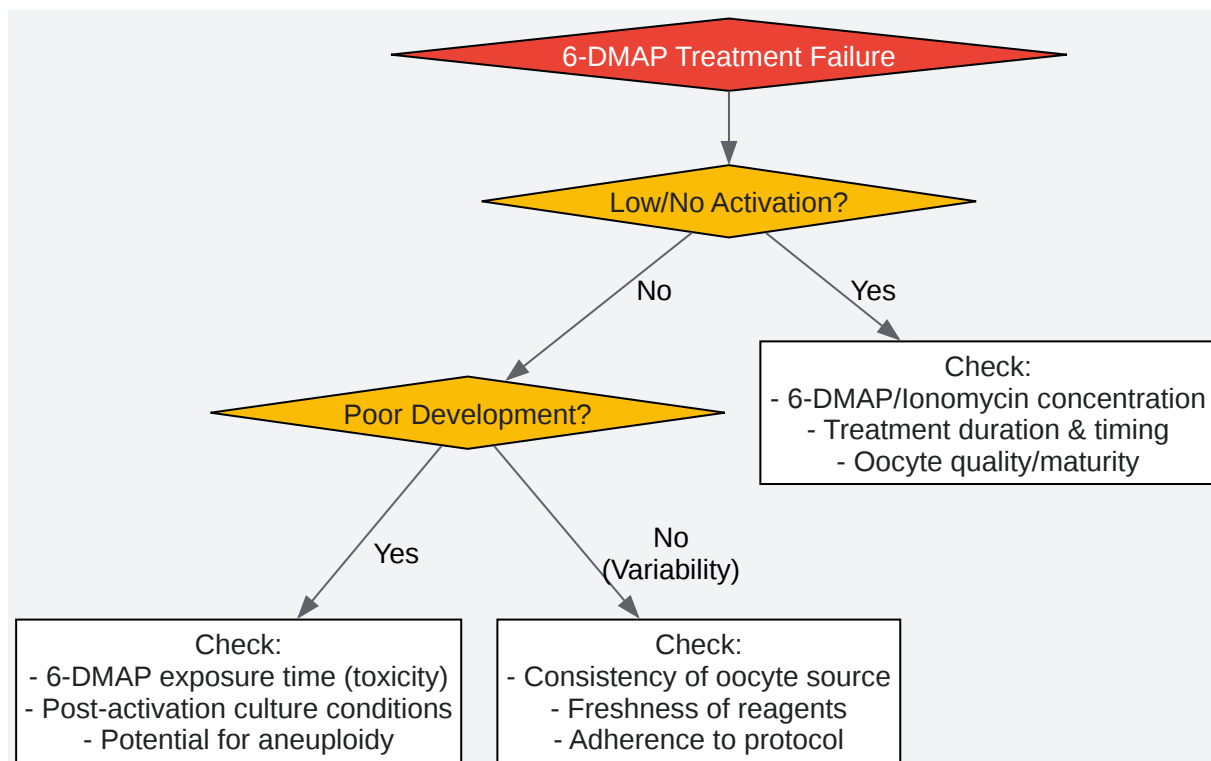 6-DMAP Treatment Failure
Low/No Activation?
No
Yes
Check:
- 6-DMAP/Ionomycin concentration
- Treatment duration & timing
- Oocyte quality/maturity
Poor Development?
Yes
No
(Variability)
Check:
- 6-DMAP exposure time (toxicity)
- Post-activation culture conditions
- Potential for aneuploidy
Check:
- Consistency of oocyte source
- Freshness of reagents
- Adherence to protocol